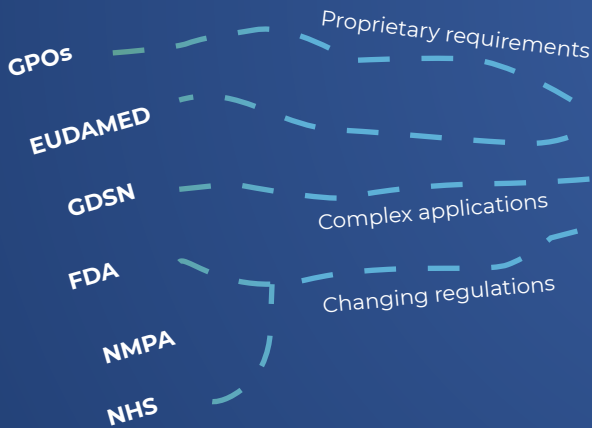 Proprietary requirements
GPOs
EUDAMED
GDSN
Complex applications
FDA
Changing regulations
NMPA
NHS